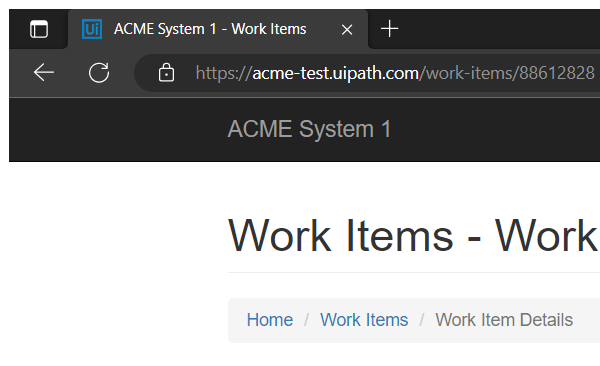 Ui ACME System 1 - Work Items
https://acme-test.uipath.com/work-items/88612828
ACME System 1
Work Items - Work
Home / Work Items / Work Item Details